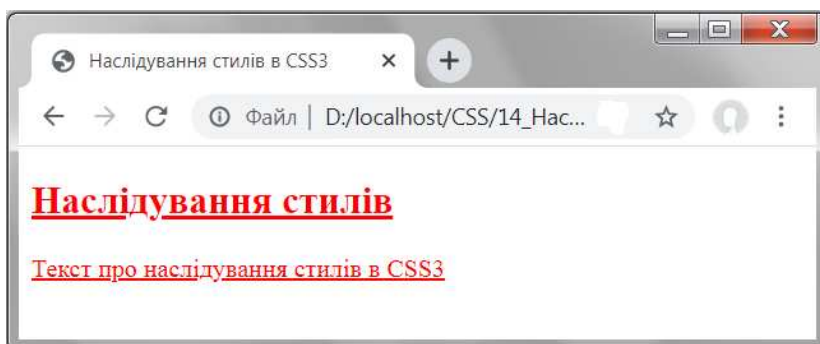 Наслідування стилів в CSS3
Файл | D:/localhost/CSS/14_Нас...
Наслідування стилів
Текст про наслідування стилів в CSS3